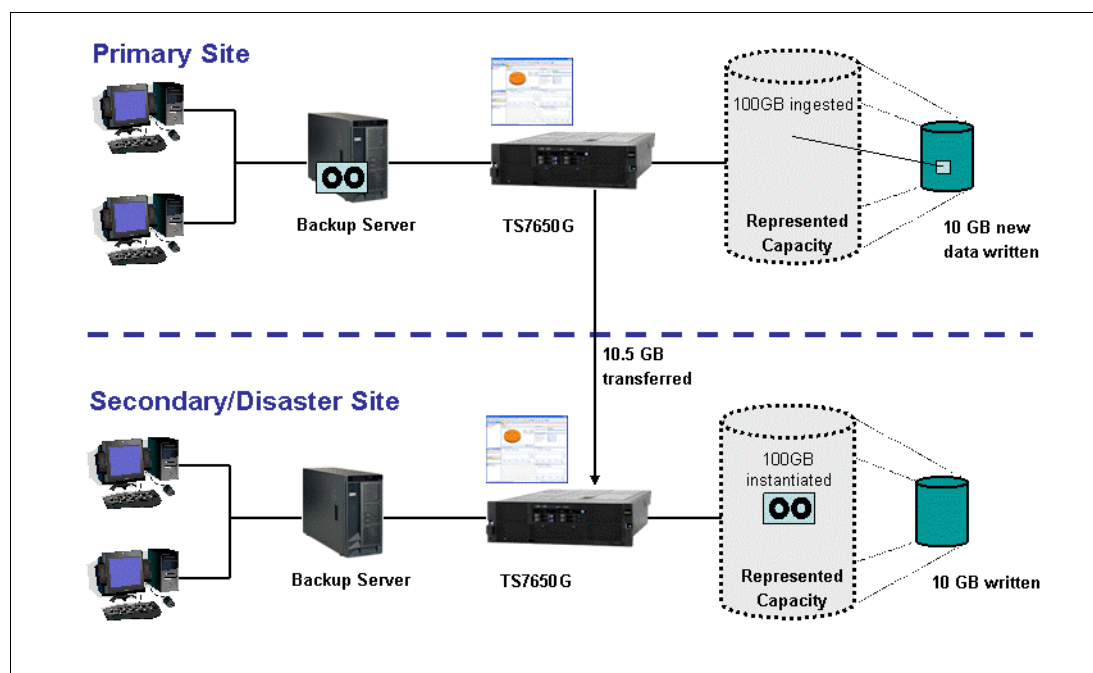 Primary Site
100GB ingested
Backup Server
TS7650G
Represented
Capacity
10 GB new
data written
10.5 GB
transferred
Secondary/Disaster Site
100GB
instantiated
Backup Server
TS7650G
Represented
Capacity
10 GB written